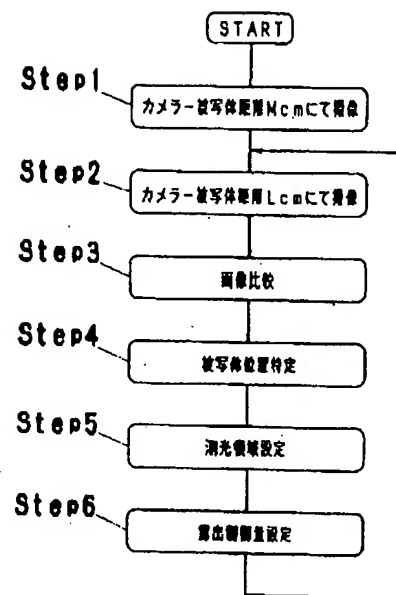 START
Step1
カメラー被写体距離Mcmにて撮像
Step2
カメラー被写体距離Lcmにて撮像
Step3
画像比較
Step4
被写体位置特定
Step5
測光領域設定
Step6
露出制御量設定